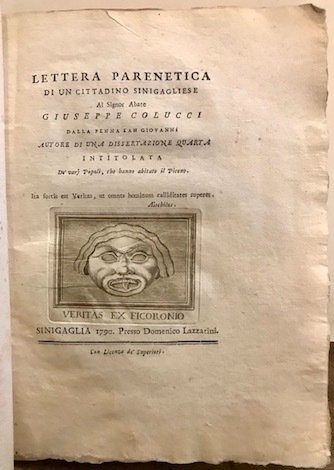 LETTERA PARENETICA
DI UN CITTADINO SINIGAGLIESE
Al Signor Abate
GIUSEPPE COLUCCI
DALLA PENNA SAN GIOVANNI
AUTORE DI UNA DISSERTAZIONE QUARTA
INTITOLATA
De' varj Popoli, che hanno abitato il Piceno.
Ita fortis est Veritas, ut omnes hominum calliditates superet.
Aeschilus.
VERITAS EX FICORONIO
SINIGAGLIA 1790. Presso Domenico Lazzarini.
Con Licenza de' Superiori.